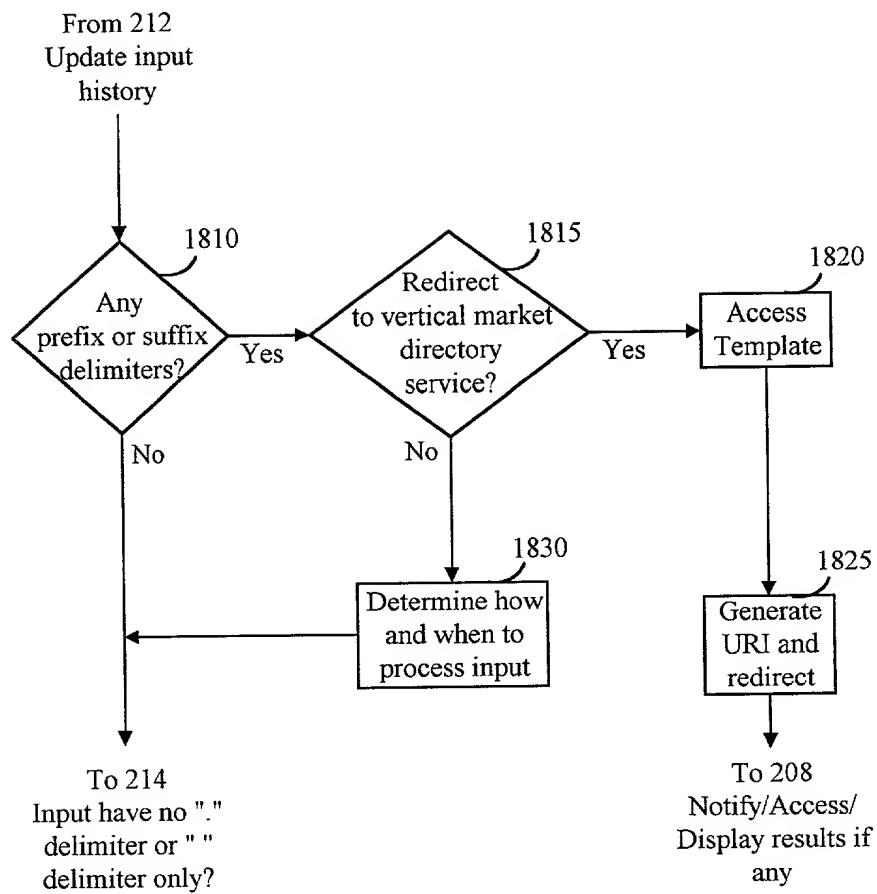 From 212
Update input
history
1810
Any
prefix or suffix
delimiters?
Yes
No
1815
Redirect
to vertical market
directory
service?
Yes
No
1820
Access
Template
1830
Determine how
and when to
process input
1825
Generate
URI and
redirect
To 214
Input have no "."
delimiter or " "
delimiter only?
To 208
Notify/Access/
Display results if
any